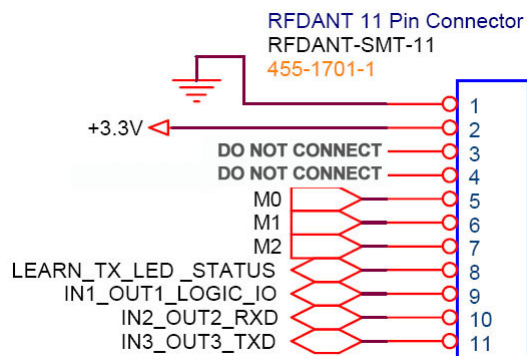 RFDANT 11 Pin Connector
RFDANT-SMT-11
455-1701-1
1
+3.3V 2
DO NOT CONNECT 3
DO NOT CONNECT 4
M0 5
M1 6
M2 7
LEARN_TX_LED _STATUS 8
IN1_OUT1_LOGIC_IO 9
IN2_OUT2_RXD 10
IN3_OUT3_TXD 11